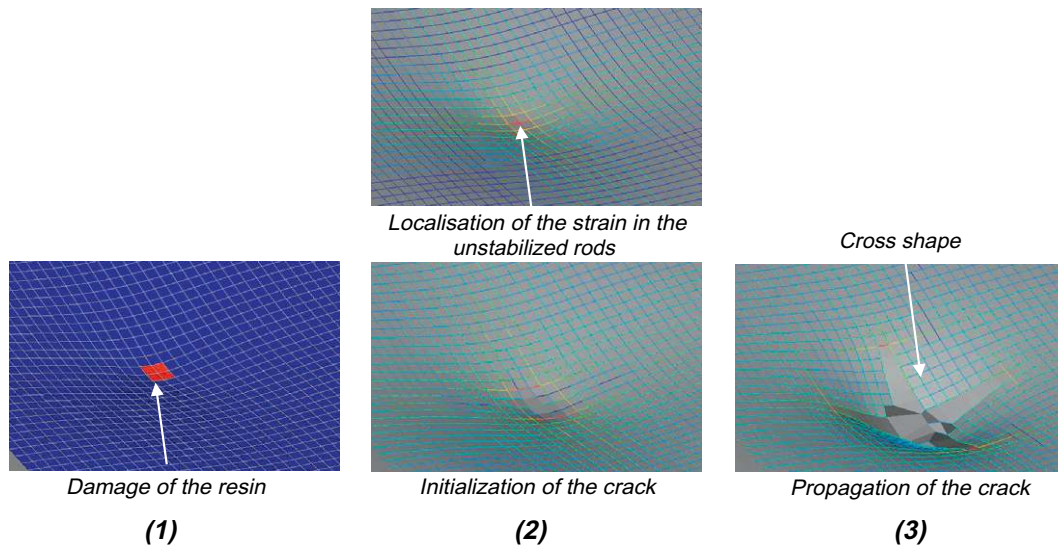 Localisation of the strain in the
unstabilized rods
Cross shape
Damage of the resin
Initialization of the crack
Propagation of the crack
(1)
(2)
(3)